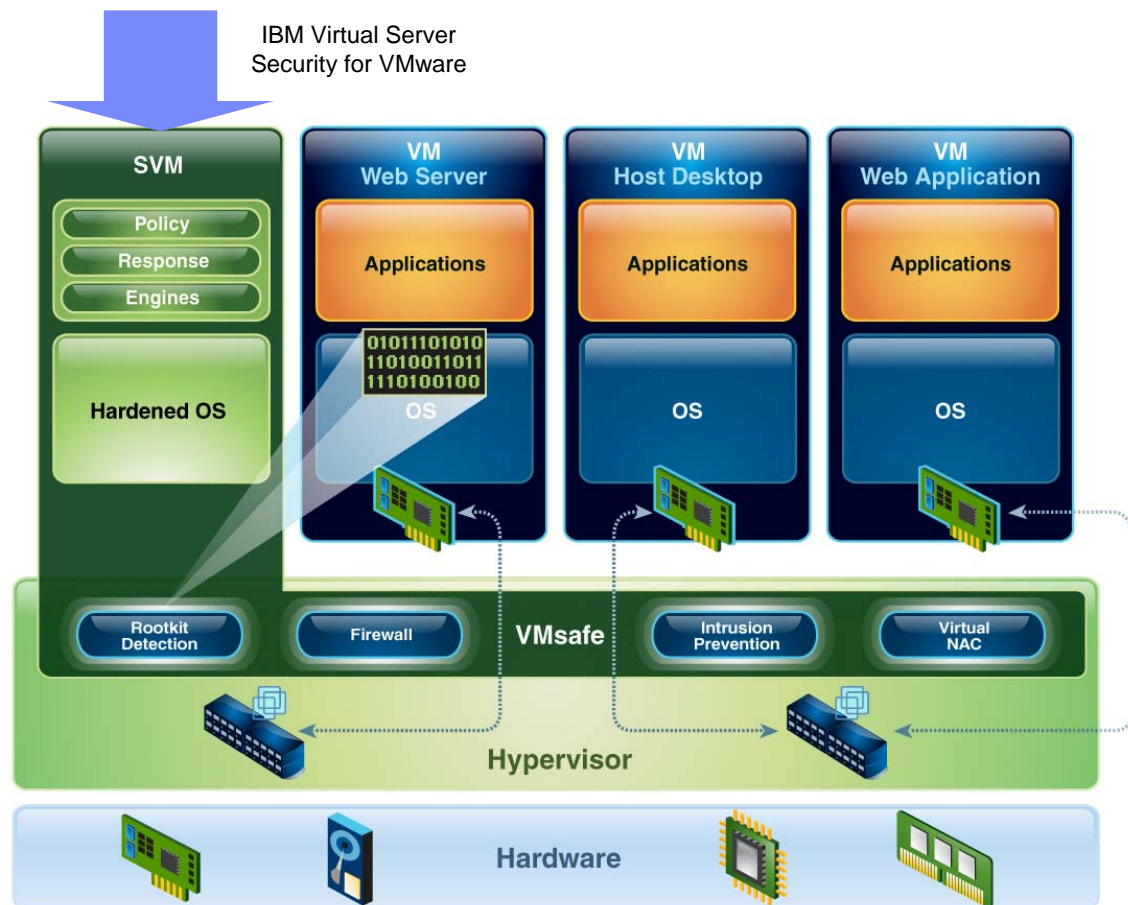 IBM Virtual Server
Security for VMware
SVM
Policy
Response
Engines
Hardened OS
VM
Web Server
Applications
01011101010
11010011011
1110100100
OS
VM
Host Desktop
Applications
OS
VM
Web Application
Applications
OS
Rootkit
Detection
Firewall
VMsafe
Intrusion
Prevention
Virtual
NAC
Hypervisor
Hardware